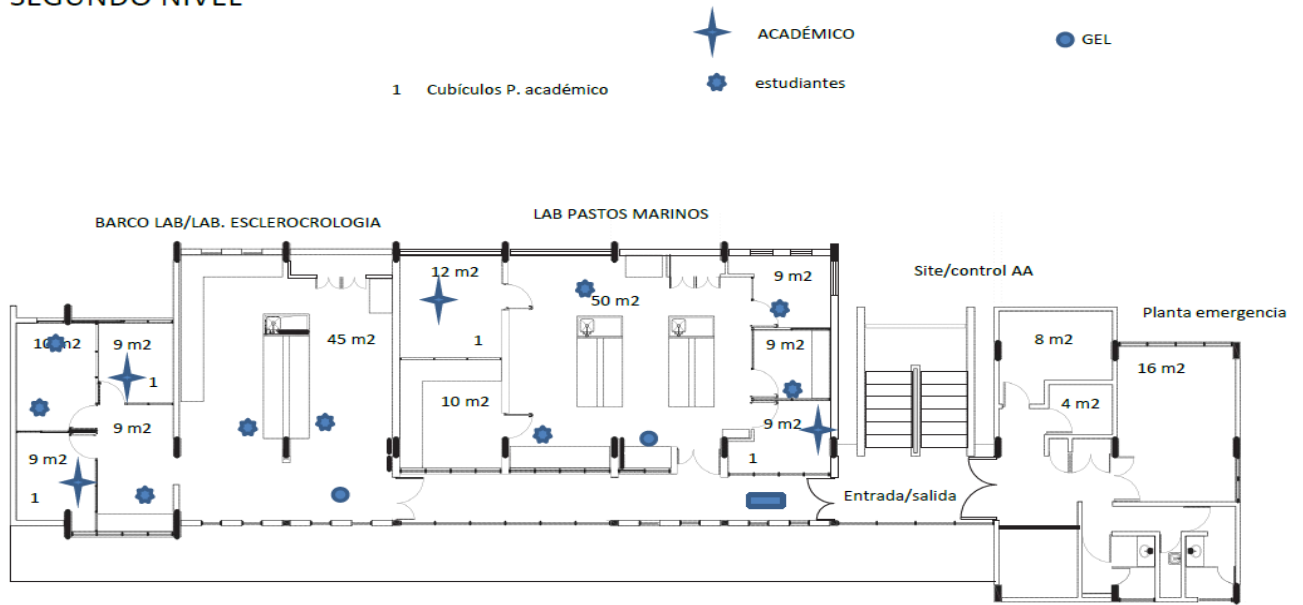 SEGUNDO NIVEL
ACADÉMICO
GEL
1 Cubículos P. académico
estudiantes
BARCO LAB/LAB. ESCLEROCROLOGIA
LAB PASTOS MARINOS
Site/control AA
Planta emergencia
12 m2
50 m2
9 m2
10 m2
9 m2
45 m2
1
8 m2
16 m2
9 m2
1
10 m2
4 m2
9 m2
9 m2
9 m2
1
1
Entrada/salida